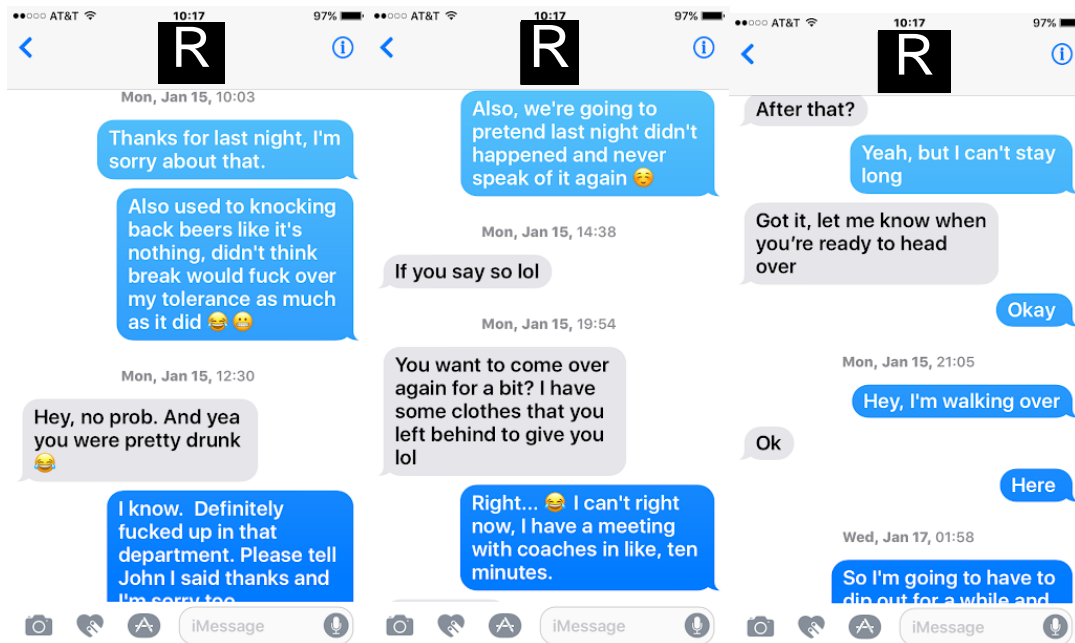 ●●○○○ AT&T 10:17 97%
R
Mon, Jan 15, 10:03
Thanks for last night, I'm
sorry about that.
Also used to knocking
back beers like it's
nothing, didn't think
break would fuck over
my tolerance as much
as it did 😂 😬
Mon, Jan 15, 12:30
Hey, no prob. And yea
you were pretty drunk
😂
I know. Definitely
fucked up in that
department. Please tell
John I said thanks and
I'm sorry too
iMessage
●●○○○ AT&T 10:17 97%
R
Also, we're going to
pretend last night didn't
happened and never
speak of it again ☺️
Mon, Jan 15, 14:38
If you say so lol
Mon, Jan 15, 19:54
You want to come over
again for a bit? I have
some clothes that you
left behind to give you
lol
Right... 😂 I can't right
now, I have a meeting
with coaches in like, ten
minutes.
iMessage
●●○○○ AT&T 10:17 97%
R
After that?
Yeah, but I can't stay
long
Got it, let me know when
you're ready to head
over
Okay
Mon, Jan 15, 21:05
Hey, I'm walking over
Ok
Here
Wed, Jan 17, 01:58
So I'm going to have to
dip out for a while and
iMessage